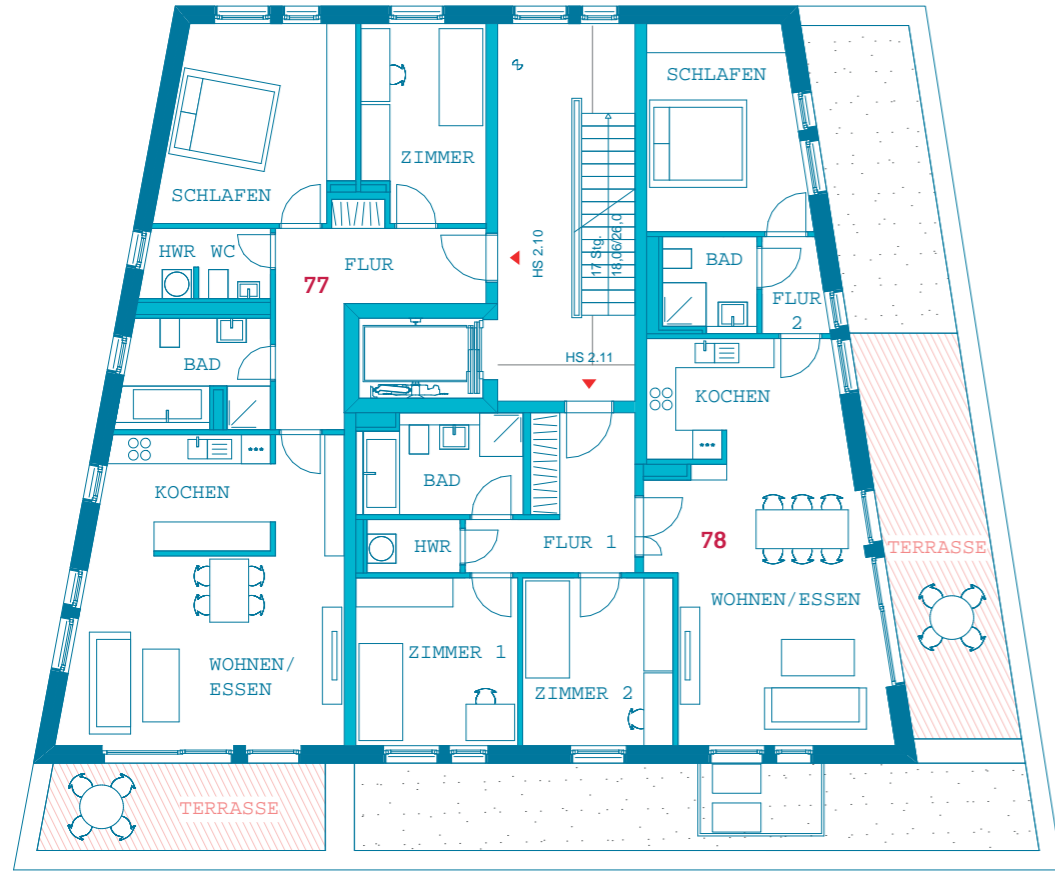 SCHLAFEN
ZIMMER
SCHLAFEN
HWR WC
FLUR
77
HS 2.10
17 Stg.
18,06/26,0
BAD
FLUR
2
BAD
HS 2.11
KOCHEN
KOCHEN
BAD
HWR
FLUR 1
78
TERRASSE
WOHNEN/ESSEN
WOHNEN/
ESSEN
ZIMMER 1
ZIMMER 2
TERRASSE